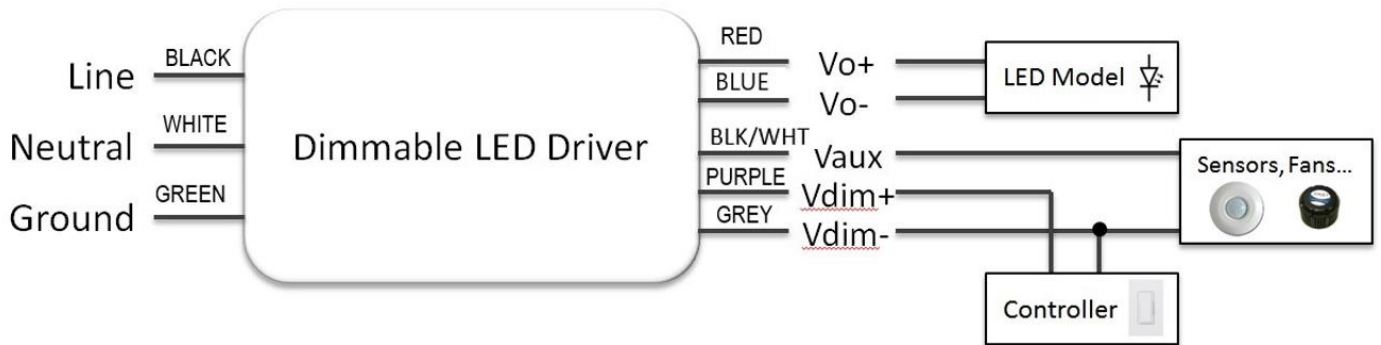 Line BLACK
Neutral WHITE
Ground GREEN
Dimmable LED Driver
RED Vo+
BLUE Vo-
BLK/WHT Vaux
PURPLE Vdim+
GREY Vdim-
LED Model
Sensors, Fans...
Controller